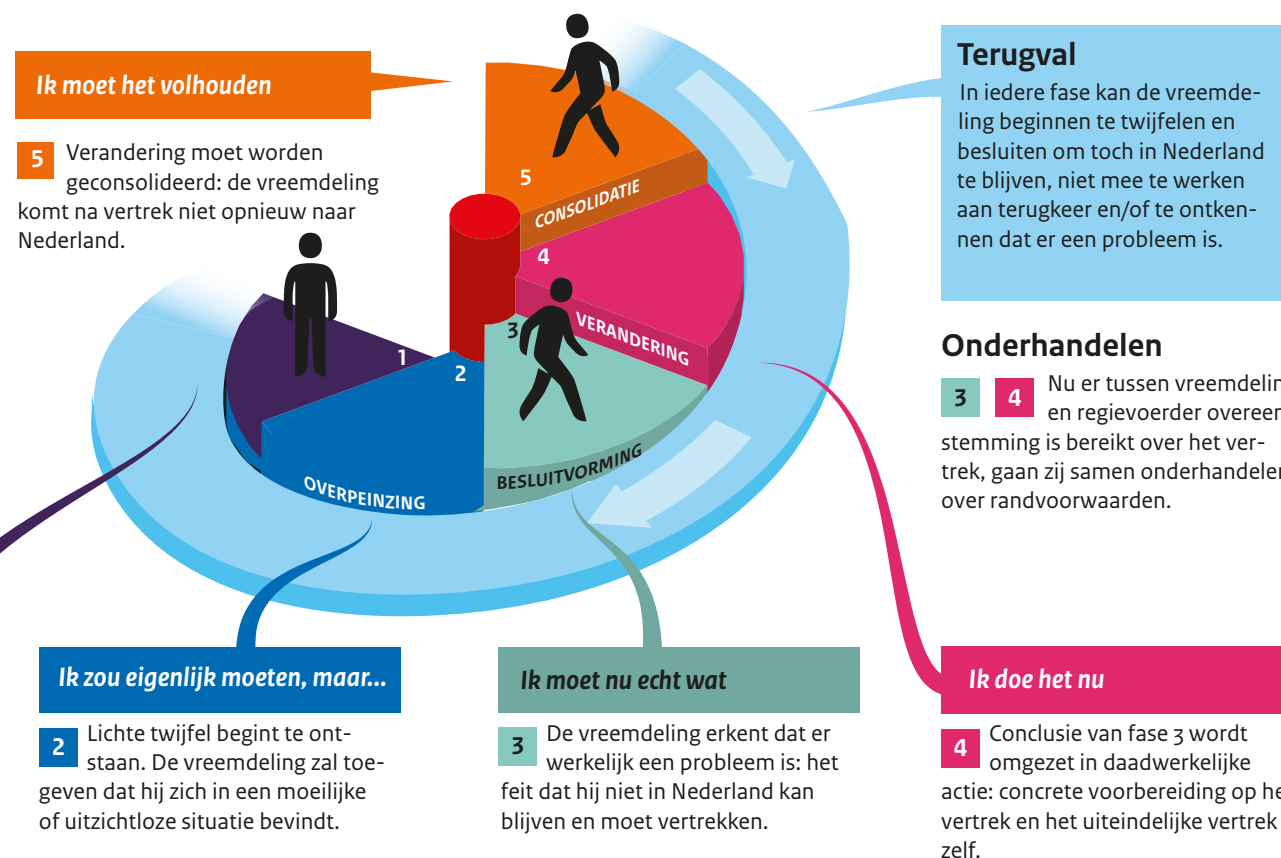 Ik moet het volhouden
5 Verandering moet worden
geconsolideerd: de vreemdeling
komt na vertrek niet opnieuw naar
Nederland.
5
CONSOLIDATIE
4
VERANDERING
3
BESLUITVORMING
2
OVERPEINZING
1
Terugval
In iedere fase kan de vreemde-
ling beginnen te twijfelen en
besluiten om toch in Nederland
te blijven, niet mee te werken
aan terugkeer en/of te ontken-
nen dat er een probleem is.
Onderhandelen
3 4 Nu er tussen
en regievoerder
stemming is bereikt over het ver-
trek, gaan zij samen
over randvoorwaarden.
Ik zou eigenlijk moeten, maar...
2 Lichte twijfel begint te ont-
staan. De vreemdeling zal toe-
geven dat hij zich in een moeilijke
of uitzichtloze situatie bevindt.
Ik moet nu echt wat
3 De vreemdeling erkent dat er
werkelijk een probleem is: het
feit dat hij niet in Nederland kan
blijven en moet vertrekken.
Ik doe het nu
4 Conclusie van fase 3 wordt
omgezet in daadwerkelijke
actie: concrete voorbereiding op
vertrek en het uiteindelijke vertrek
zelf.